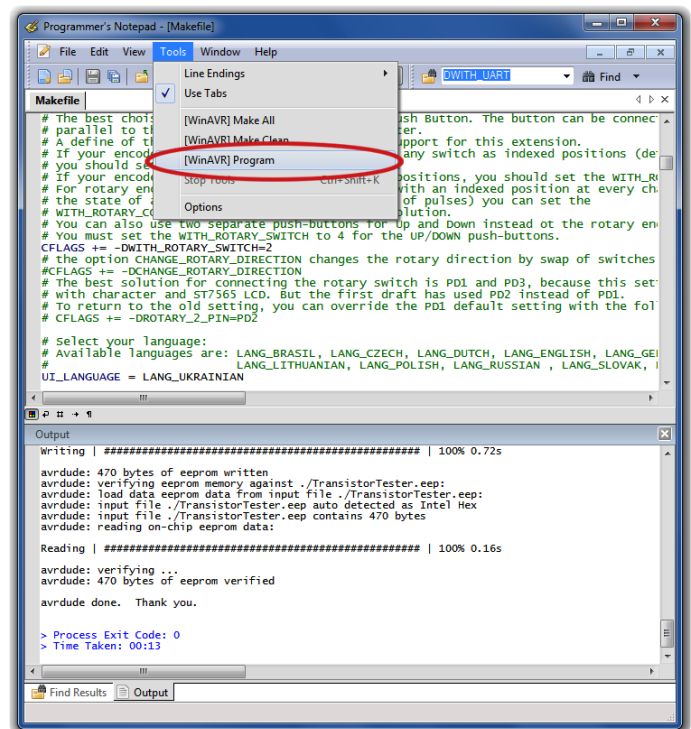 Programmer's Notepad - [Makefile]
File Edit View Tools Window Help
DWITH_UART Find
Line Endings
Use Tabs
[WinAVR] Make All
[WinAVR] Make Clean
[WinAVR] Program
Stop Tools Ctrl+Shift+K
Options
Makefile
# The best choi ush Button. The button can be connec
# parallel to th er.
# A define of th upport for this extension.
# If your encode any switch as indexed positions (de
# you should se
# If your encode ositions, you should set the WITH_R
# For rotary en with an indexed position at every cha
# the state of a of pulses) you can set the
# WITH_ROTARY_CO olution.
# You can also use two separate push-buttons for Up and Down instead ot the rotary en
# You must set the WITH_ROTARY_SWITCH to 4 for the UP/DOWN push-buttons.
CFLAGS += -DWITH_ROTARY_SWITCH=2
# the option CHANGE_ROTARY_DIRECTION changes the rotary direction by swap of switches
#CFLAGS += -DCHANGE_ROTARY_DIRECTION
# The best solution for connecting the rotary switch is PD1 and PD3, because this set
# with character and ST7565 LCD. But the first draft has used PD2 instead of PD1.
# To return to the old setting, you can override the PD1 default setting with the fol
# CFLAGS += -DROTARY_2_PIN=PD2
# Select your language:
# Available languages are: LANG_BRASIL, LANG_CZECH, LANG_DUTCH, LANG_ENGLISH, LANG_GE
# LANG_LITHUANIAN, LANG_POLISH, LANG_RUSSIAN , LANG_SLOVAK,
UI_LANGUAGE = LANG_UKRAINIAN
Output
Writing | ################################################## | 100% 0.72s
avrdude: 470 bytes of eeprom written
avrdude: verifying eeprom memory against ./TransistorTester.eep:
avrdude: load data eeprom data from input file ./TransistorTester.eep:
avrdude: input file ./TransistorTester.eep auto detected as Intel Hex
avrdude: input file ./TransistorTester.eep contains 470 bytes
avrdude: reading on-chip eeprom data:
Reading | ################################################## | 100% 0.16s
avrdude: verifying ...
avrdude: 470 bytes of eeprom verified
avrdude done. Thank you.
> Process Exit Code: 0
> Time Taken: 00:13
Find Results Output